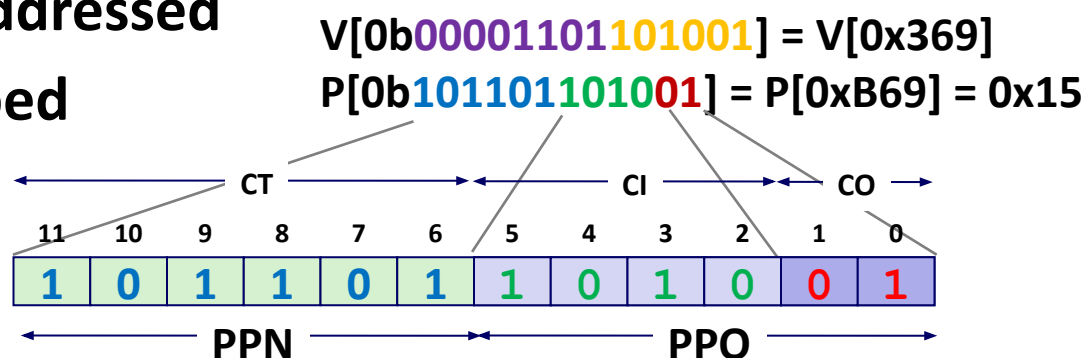 ddressed
V[0b00001101101001] = V[0x369]
ed
P[0b101101101001] = P[0xB69] = 0x15
CT CI CO
11 10 9 8 7 6 5 4 3 2 1 0
1 0 1 1 0 1 1 0 1 0 0 1
PPN PPO